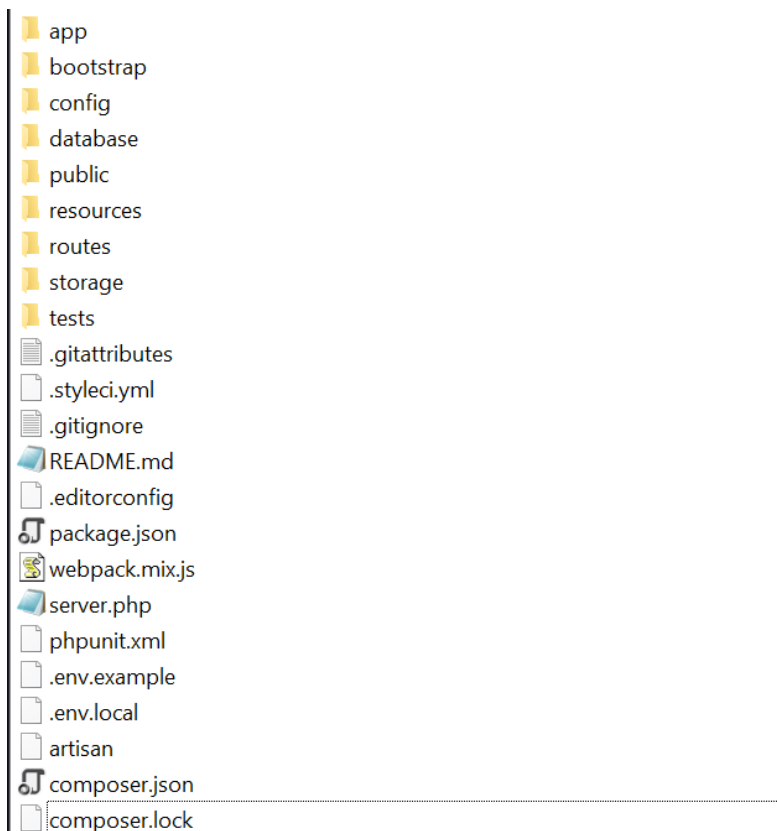 app
bootstrap
config
database
public
resources
routes
storage
tests
.gitattributes
.styleci.yml
.gitignore
README.md
.editorconfig
package.json
webpack.mix.js
server.php
phpunit.xml
.env.example
.env.local
artisan
composer.json
composer.lock